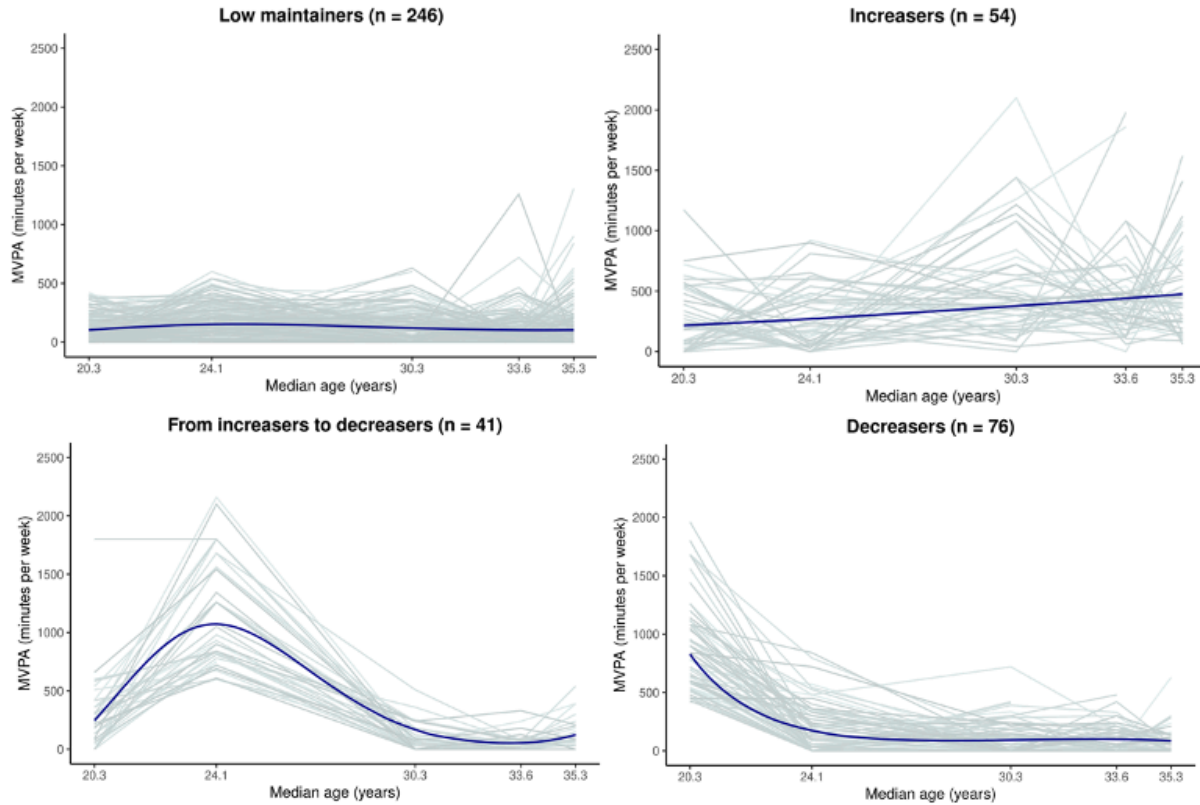 Low maintainers (n = 246)
MVPA (minutes per week)
2500
2000
1500
1000
500
0
20.3 24.1 30.3 33.6 35.3
Median age (years)
Increasers (n = 54)
MVPA (minutes per week)
2500
2000
1500
1000
500
0
20.3 24.1 30.3 33.6 35.3
Median age (years)
From increasers to decreasers (n = 41)
MVPA (minutes per week)
2500
2000
1500
1000
500
0
20.3 24.1 30.3 33.6 35.3
Median age (years)
Decreasers (n = 76)
MVPA (minutes per week)
2500
2000
1500
1000
500
0
20.3 24.1 30.3 33.6 35.3
Median age (years)